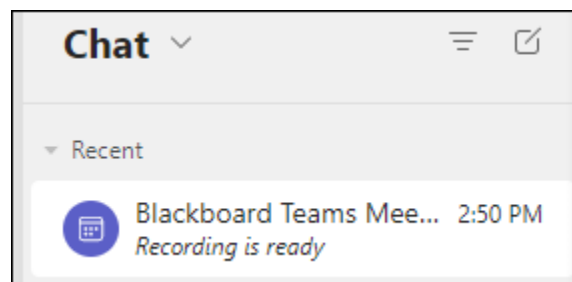 Chat
Recent
Blackboard Teams Mee... 2:50 PM
Recording is ready